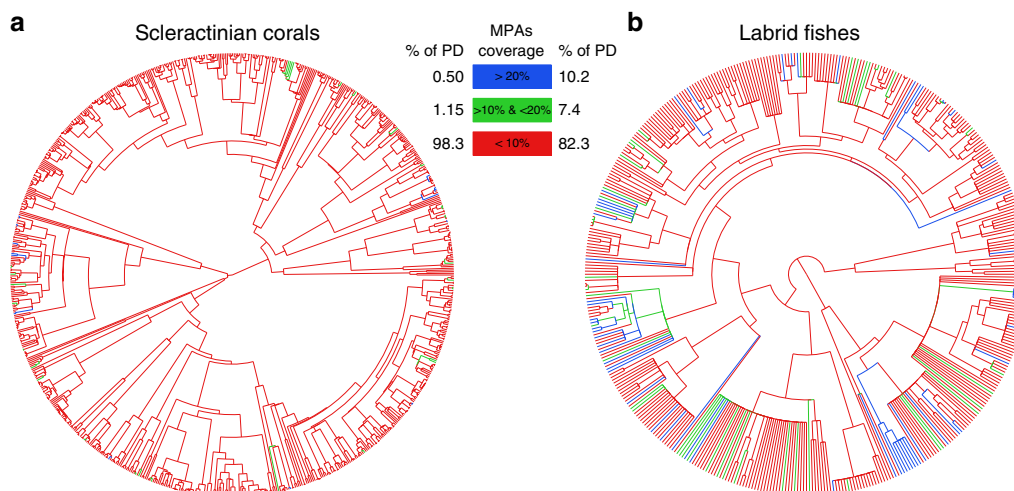 a
Scleractinian corals
MPAs
% of PD coverage % of PD
0.50 > 20% 10.2
1.15 >10% & <20% 7.4
98.3 < 10% 82.3
b
Labrid fishes